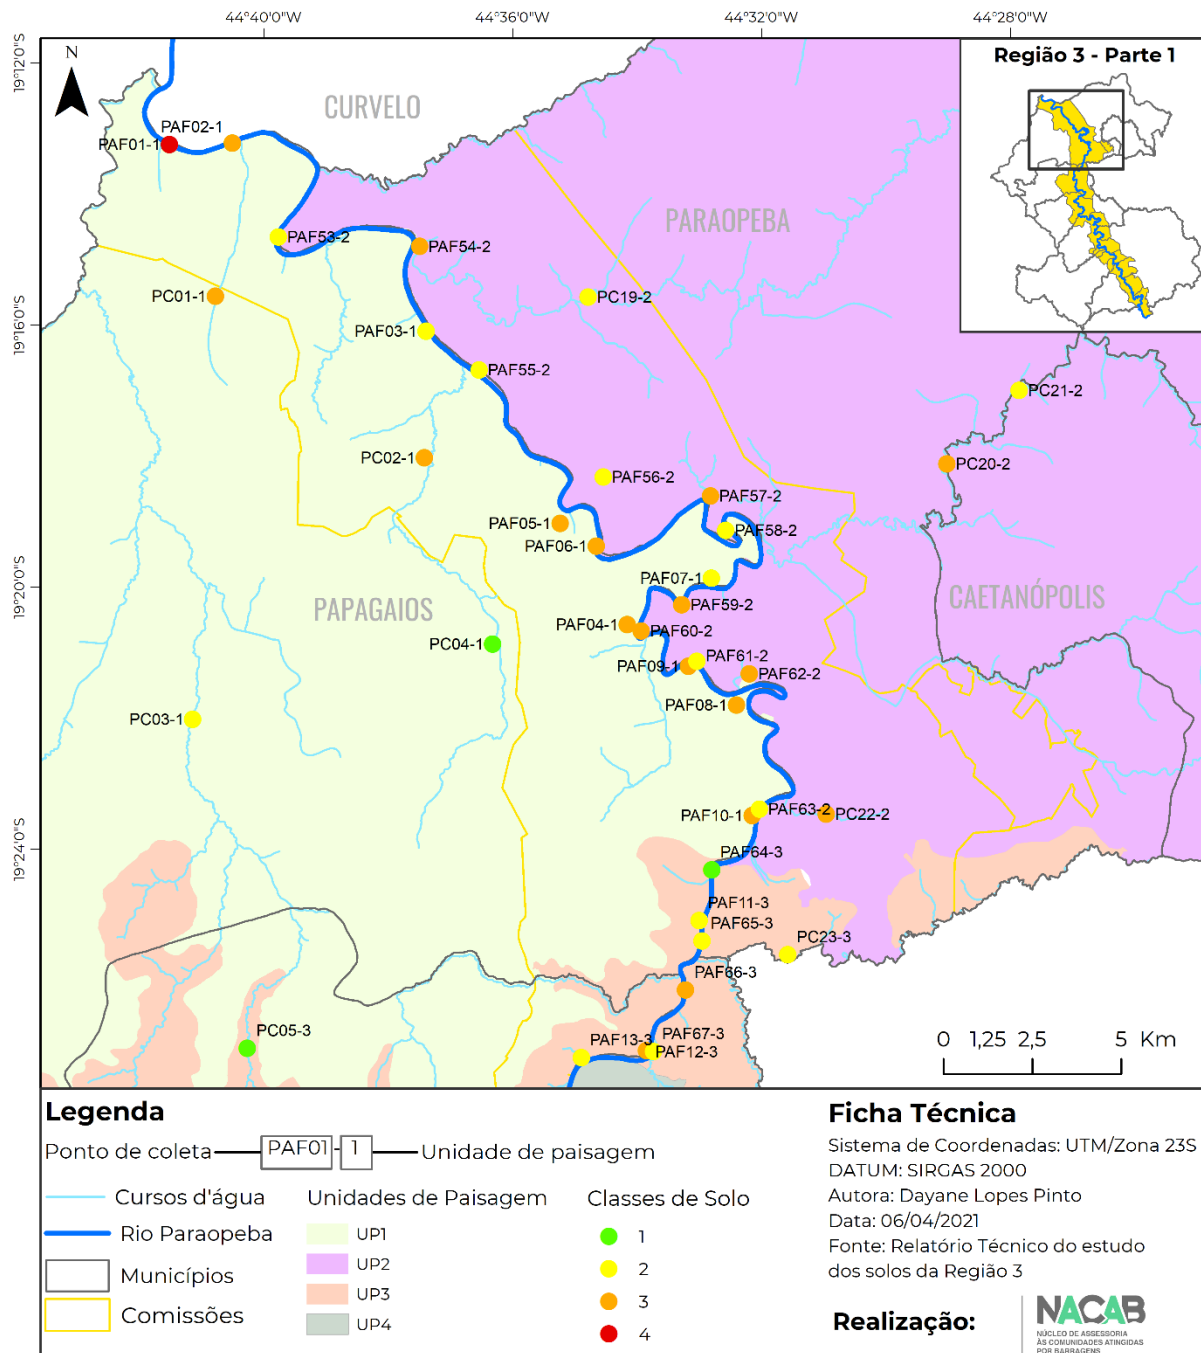 44°40'0"W
44°36'0"W
44°32'0"W
44°28'0"W
19°12'0"S
19°16'0"S
19°20'0"S
19°24'0"S
N
Região 3 - Parte 1
CURVELO
PARAOPEBA
PAPAGAIOS
CAETANÓPOLIS
PAF02-1
PAF01-1
PAF53-2
PAF54-2
PC01-1
PC19-2
PAF03-1
PAF55-2
PC21-2
PC02-1
PC20-2
PAF56-2
PAF57-2
PAF05-1
PAF58-2
PAF06-1
PAF07-1
PAF59-2
PAF04-1
PAF60-2
PC04-1
PAF61-2
PAF09-1
PAF62-2
PAF08-1
PC03-1
PAF63-2
PAF10-1
PC22-2
PAF64-3
PAF11-3
PAF65-3
PC23-3
PAF66-3
PC05-3
PAF67-3
PAF13-3
PAF12-3
0 1,25 2,5 5 Km
Legenda
Ponto de coleta PAF01 - 1 Unidade de paisagem
Cursos d'água
Rio Paraopeba
Municípios
Comissões
Unidades de Paisagem
UP1
UP2
UP3
UP4
Classes de Solo
1
2
3
4
Ficha Técnica
Sistema de Coordenadas: UTM/Zona 23S
DATUM: SIRGAS 2000
Autora: Dayane Lopes Pinto
Data: 06/04/2021
Fonte: Relatório Técnico do estudo
dos solos da Região 3
Realização:
NACAB
NÚCLEO DE ASSESSORIA
ÀS COMUNIDADES ATINGIDAS
POR BARRAGENS